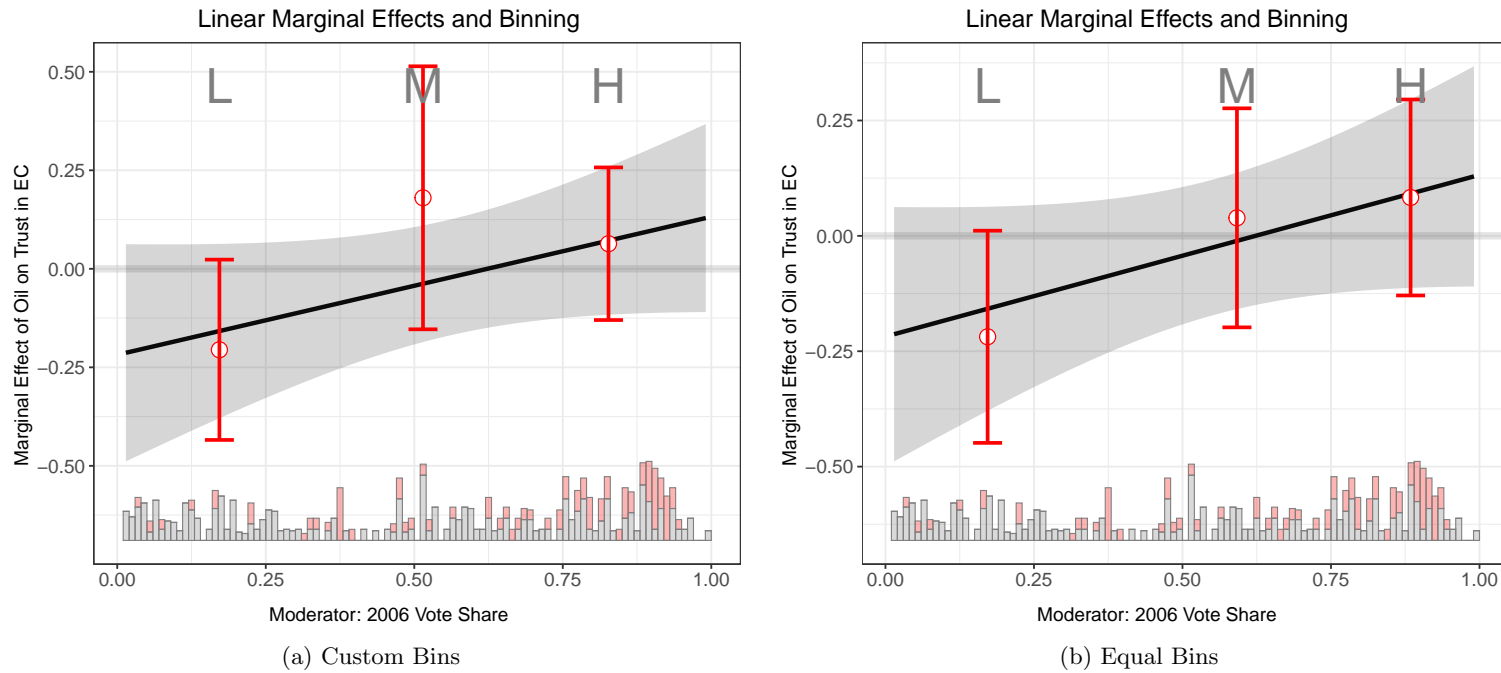 Linear Marginal Effects and Binning
L M H
Marginal Effect of Oil on Trust in EC
0.50
0.25
0.00
−0.25
−0.50
0.00 0.25 0.50 0.75 1.00
Moderator: 2006 Vote Share
(a) Custom Bins
Linear Marginal Effects and Binning
L M H
Marginal Effect of Oil on Trust in EC
0.25
0.00
−0.25
−0.50
0.00 0.25 0.50 0.75 1.00
Moderator: 2006 Vote Share
(b) Equal Bins